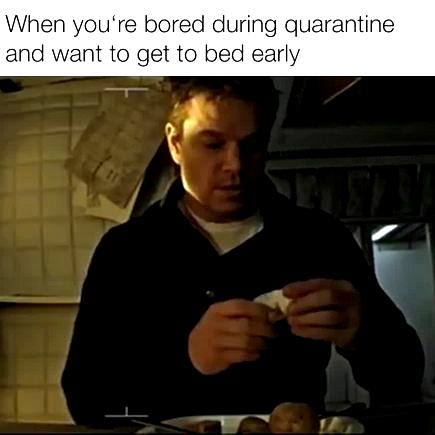 When you‘re bored during quarantine
and want to get to bed early